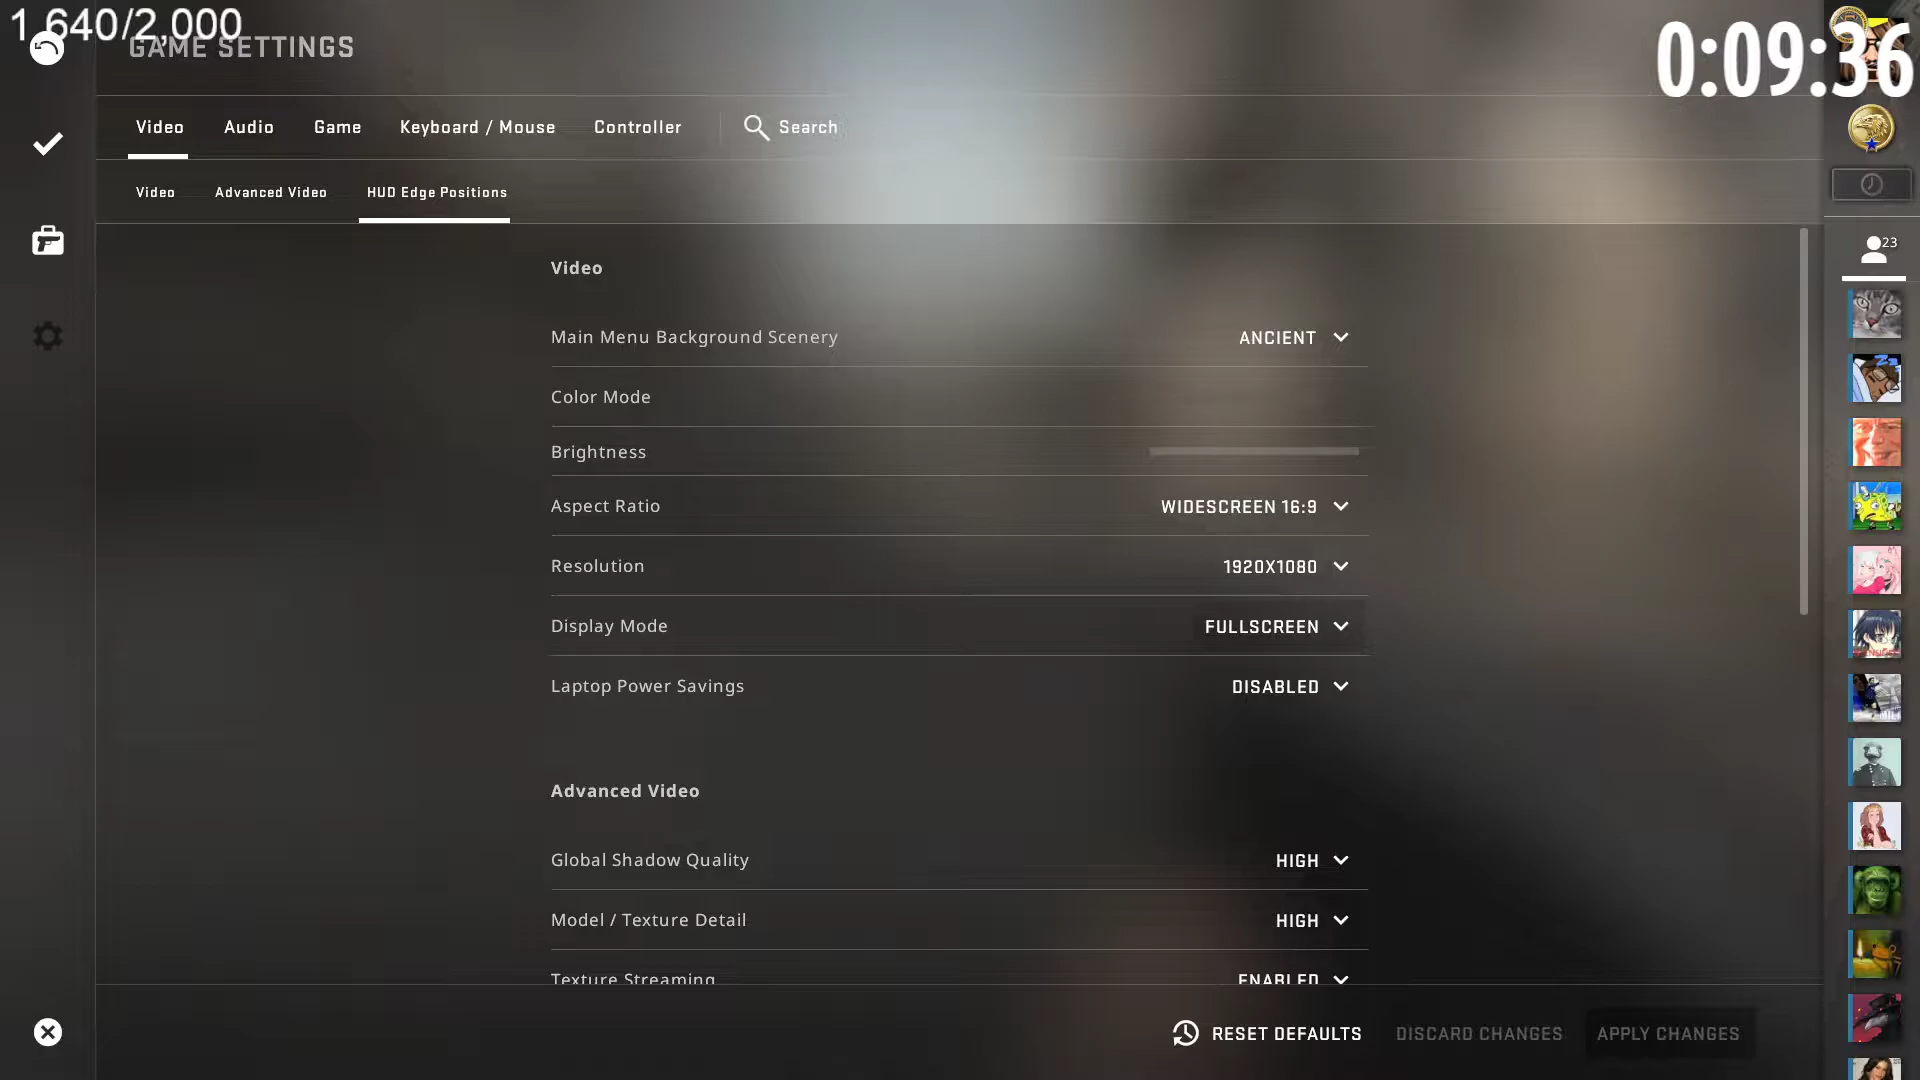 1,640/2,000
GAME SETTINGS
0:09:36
Video Audio Game Keyboard / Mouse Controller Search
Video Advanced Video HUD Edge Positions
23
Video
Main Menu Background Scenery ANCIENT
Color Mode
Brightness
Aspect Ratio WIDESCREEN 16:9
Resolution 1920X1080
Display Mode FULLSCREEN
Laptop Power Savings DISABLED
Advanced Video
Global Shadow Quality HIGH
Model / Texture Detail HIGH
Texture Streaming ENABLED
RESET DEFAULTS DISCARD CHANGES APPLY CHANGES